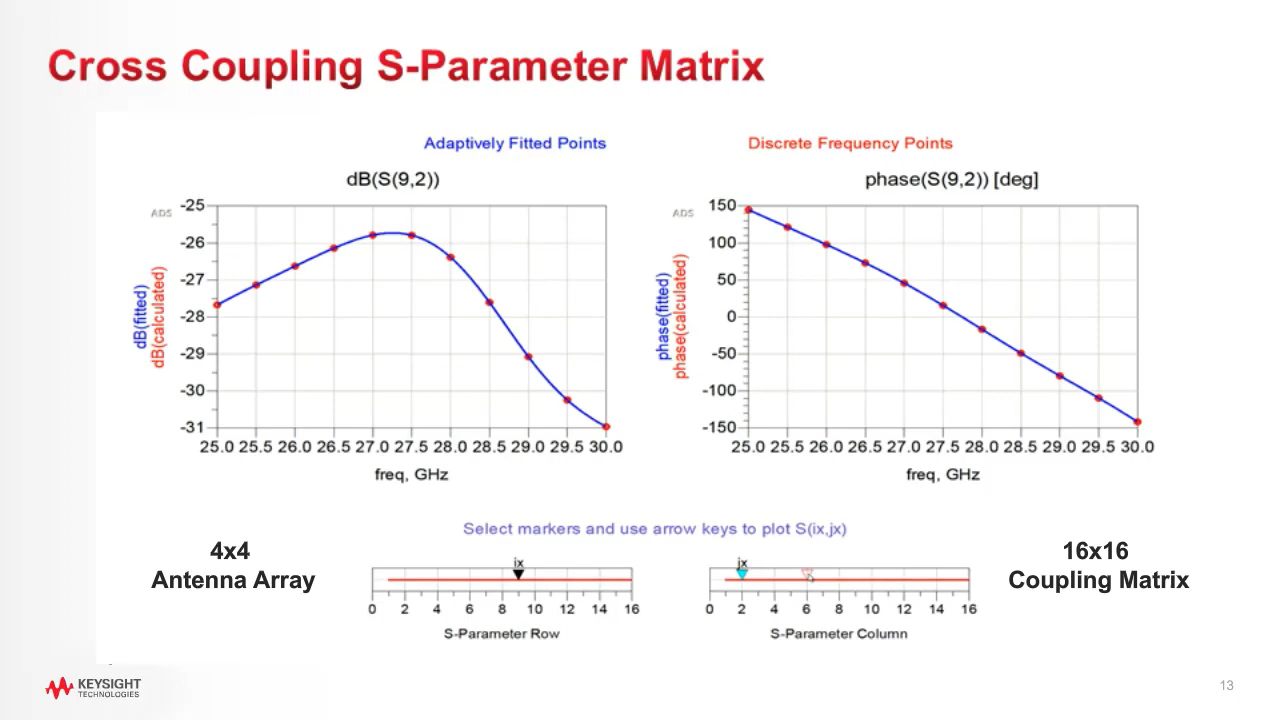 Cross Coupling S-Parameter Matrix
Adaptively Fitted Points
Discrete Frequency Points
dB(S(9,2))
phase(S(9,2)) [deg]
ADS
-25
-26
-27
-28
-29
-30
-31
dB(fitted)
dB(calculated)
25.0 25.5 26.0 26.5 27.0 27.5 28.0 28.5 29.0 29.5 30.0
freq, GHz
ADS
150
100
50
0
-50
-100
-150
phase(fitted)
phase(calculated)
25.0 25.5 26.0 26.5 27.0 27.5 28.0 28.5 29.0 29.5 30.0
freq, GHz
Select markers and use arrow keys to plot S(ix,jx)
4x4
Antenna Array
ix
0 2 4 6 8 10 12 14 16
S-Parameter Row
jx
0 2 4 6 8 10 12 14 16
S-Parameter Column
16x16
Coupling Matrix
KEYSIGHT
TECHNOLOGIES
13